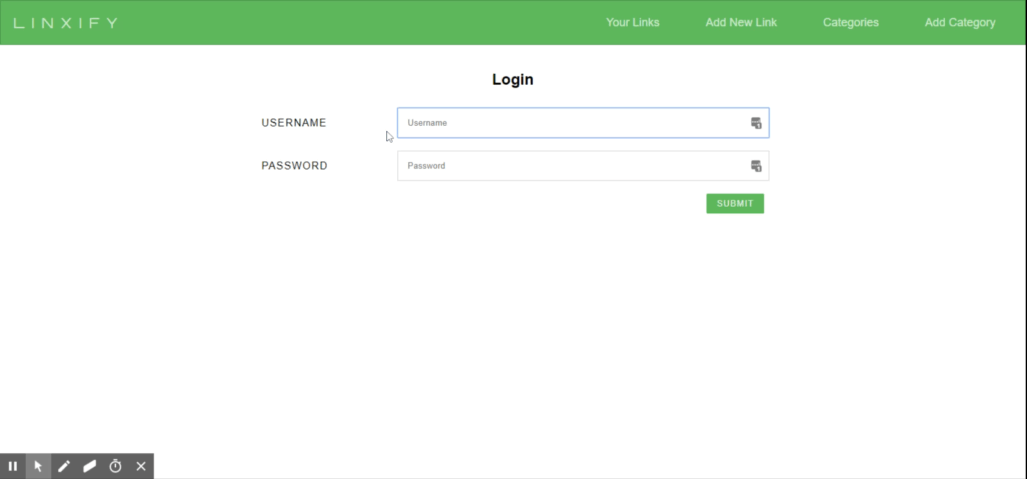 LINXIFY Your Links Add New Link Categories Add Category
Login
USERNAME Username
PASSWORD Password
SUBMIT